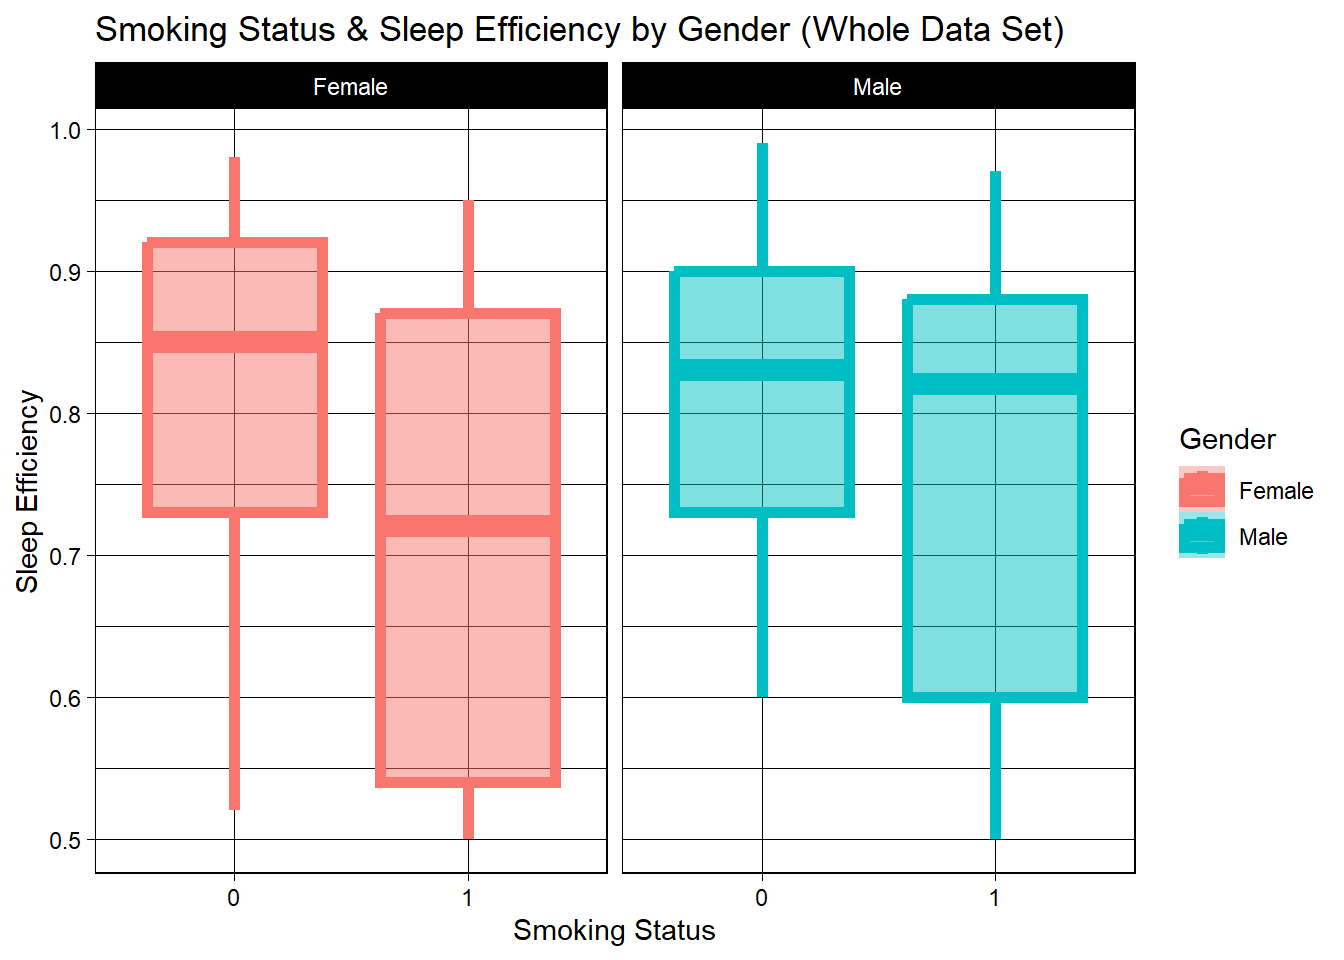 Smoking Status & Sleep Efficiency by Gender (Whole Data Set)
Female
Male
1.0
0.9
0.8
0.7
0.6
0.5
Sleep Efficiency
0
1
0
1
Smoking Status
Gender
Female
Male